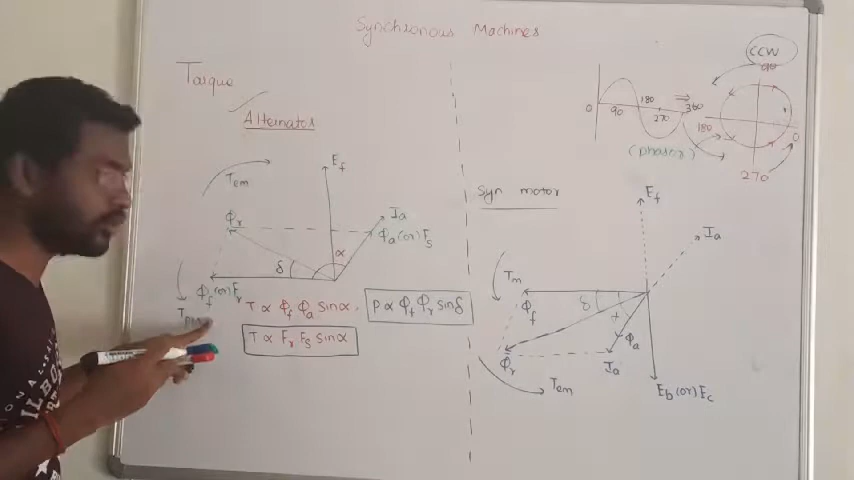 Synchronous Machines
Torque
Alternator
Tem
Ef
Ia
ϕr
ϕa (or) Fs
α
δ
ϕf (or) Fr
T ∝ ϕf ϕa Sinα.
P ∝ ϕf ϕr Sinδ
T ∝ Fr Fs Sinα
CCW
0
90
180
270
360
90
180
0
270
(phasor)
Syn motor
Ef
Ia
Tm
ϕf
δ
ϕa
ϕr
Ia
Tem
Eb (or) Ec